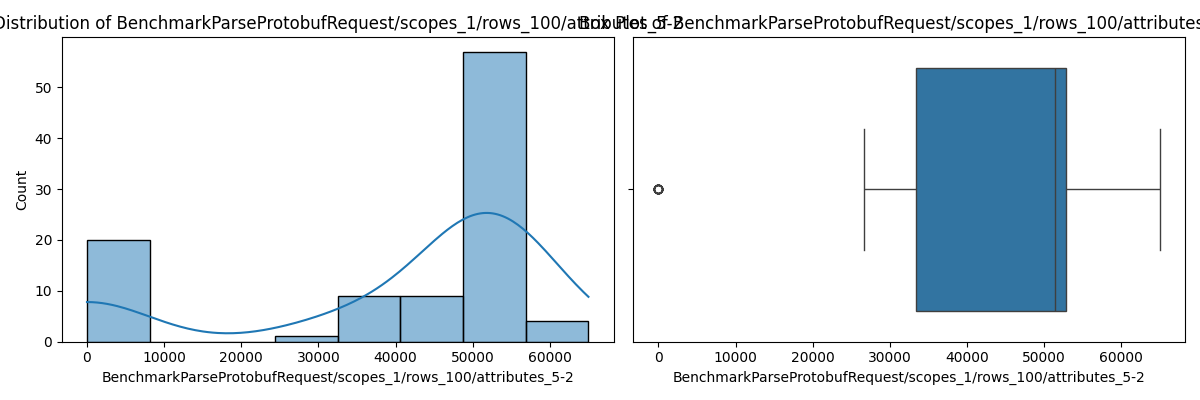 Distribution of BenchmarkParseProtobufRequest/scopes_1/rows_100/attributes_5-2
Box Plot of BenchmarkParseProtobufRequest/scopes_1/rows_100/attributes
50
40
30
20
10
0
Count
0 10000 20000 30000 40000 50000 60000
BenchmarkParseProtobufRequest/scopes_1/rows_100/attributes_5-2
0 10000 20000 30000 40000 50000 60000
BenchmarkParseProtobufRequest/scopes_1/rows_100/attributes_5-2